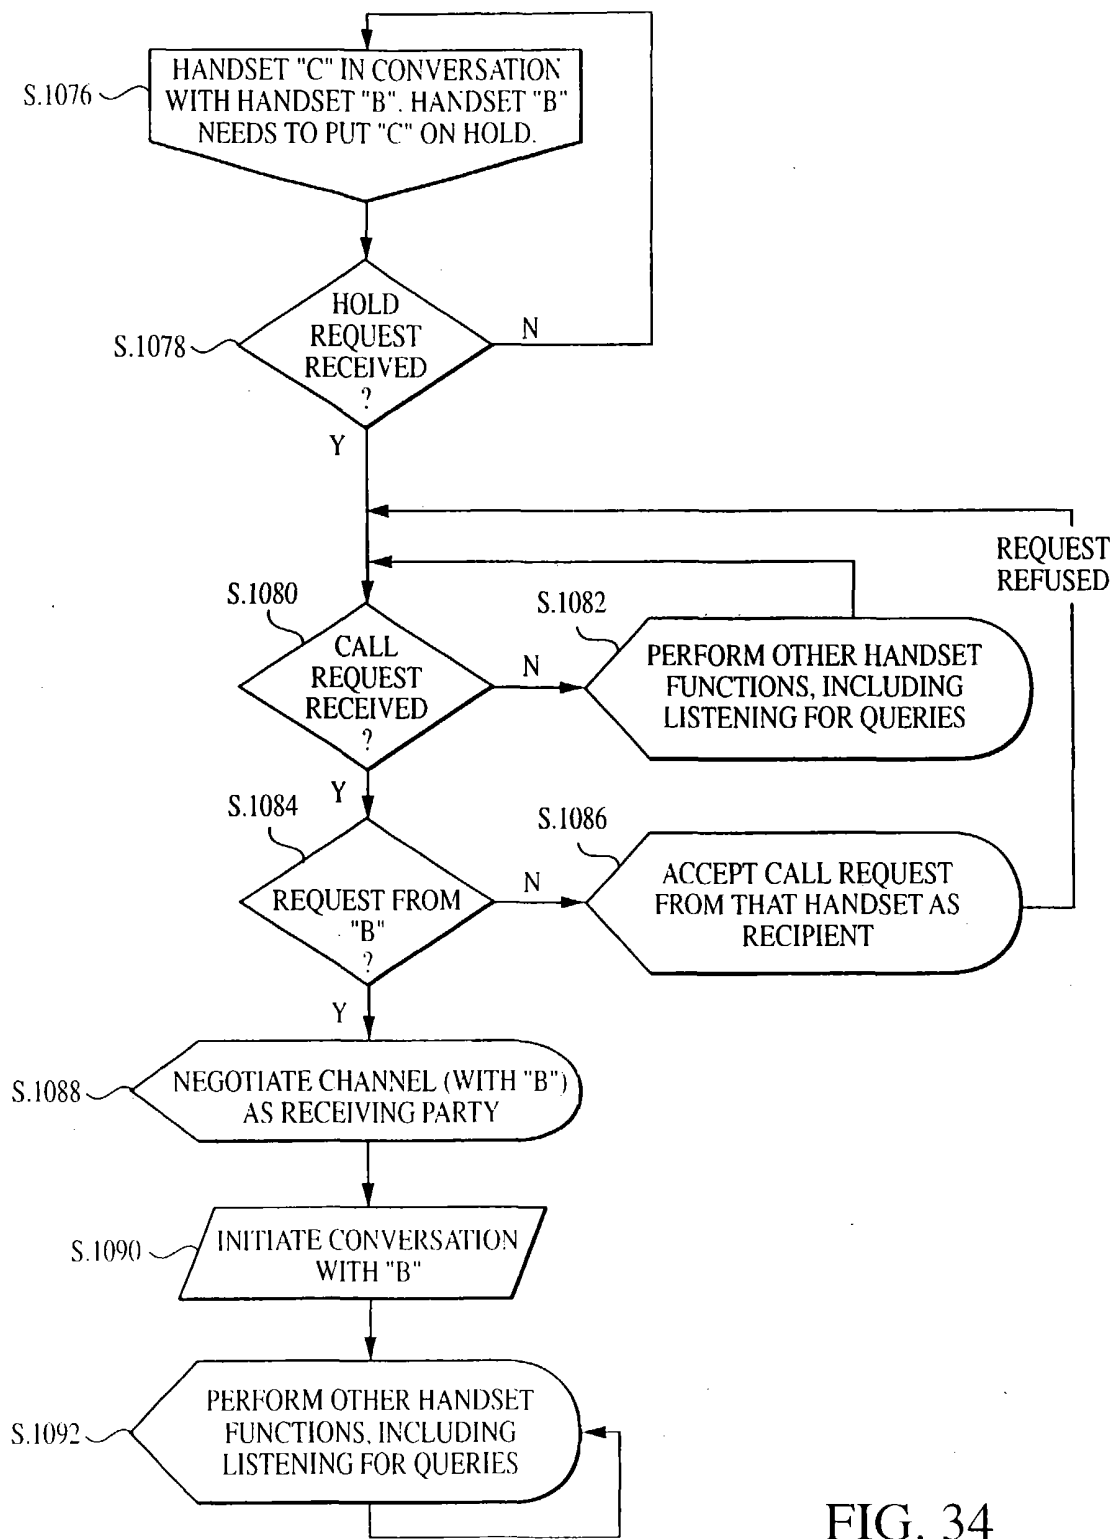 S.1076
HANDSET "C" IN CONVERSATION
WITH HANDSET "B". HANDSET "B"
NEEDS TO PUT "C" ON HOLD.
S.1078
HOLD
REQUEST
RECEIVED
?
N
Y
REQUEST
REFUSED
S.1080
CALL
REQUEST
RECEIVED
?
N
Y
S.1082
PERFORM OTHER HANDSET
FUNCTIONS, INCLUDING
LISTENING FOR QUERIES
S.1084
REQUEST FROM
"B"
?
N
Y
S.1086
ACCEPT CALL REQUEST
FROM THAT HANDSET AS
RECIPIENT
S.1088
NEGOTIATE CHANNEL (WITH "B")
AS RECEIVING PARTY
S.1090
INITIATE CONVERSATION
WITH "B"
S.1092
PERFORM OTHER HANDSET
FUNCTIONS, INCLUDING
LISTENING FOR QUERIES
FIG. 34